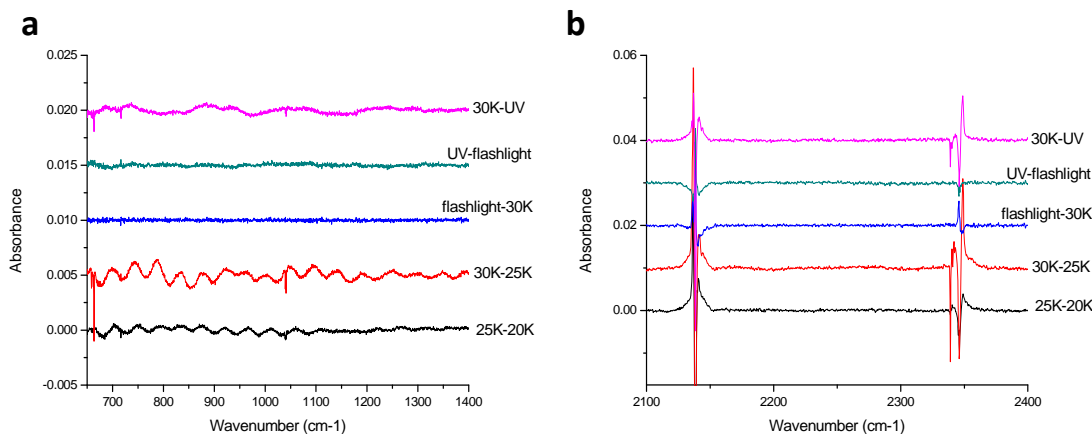 a
b
0.025
0.020
0.015
0.010
0.005
0.000
-0.005
Absorbance
30K-UV
UV-flashlight
flashlight-30K
30K-25K
25K-20K
700 800 900 1000 1100 1200 1300 1400
Wavenumber (cm-1)
0.06
0.04
0.02
0.00
Absorbance
30K-UV
UV-flashlight
flashlight-30K
30K-25K
25K-20K
2100 2200 2300 2400
Wavenumber (cm-1)